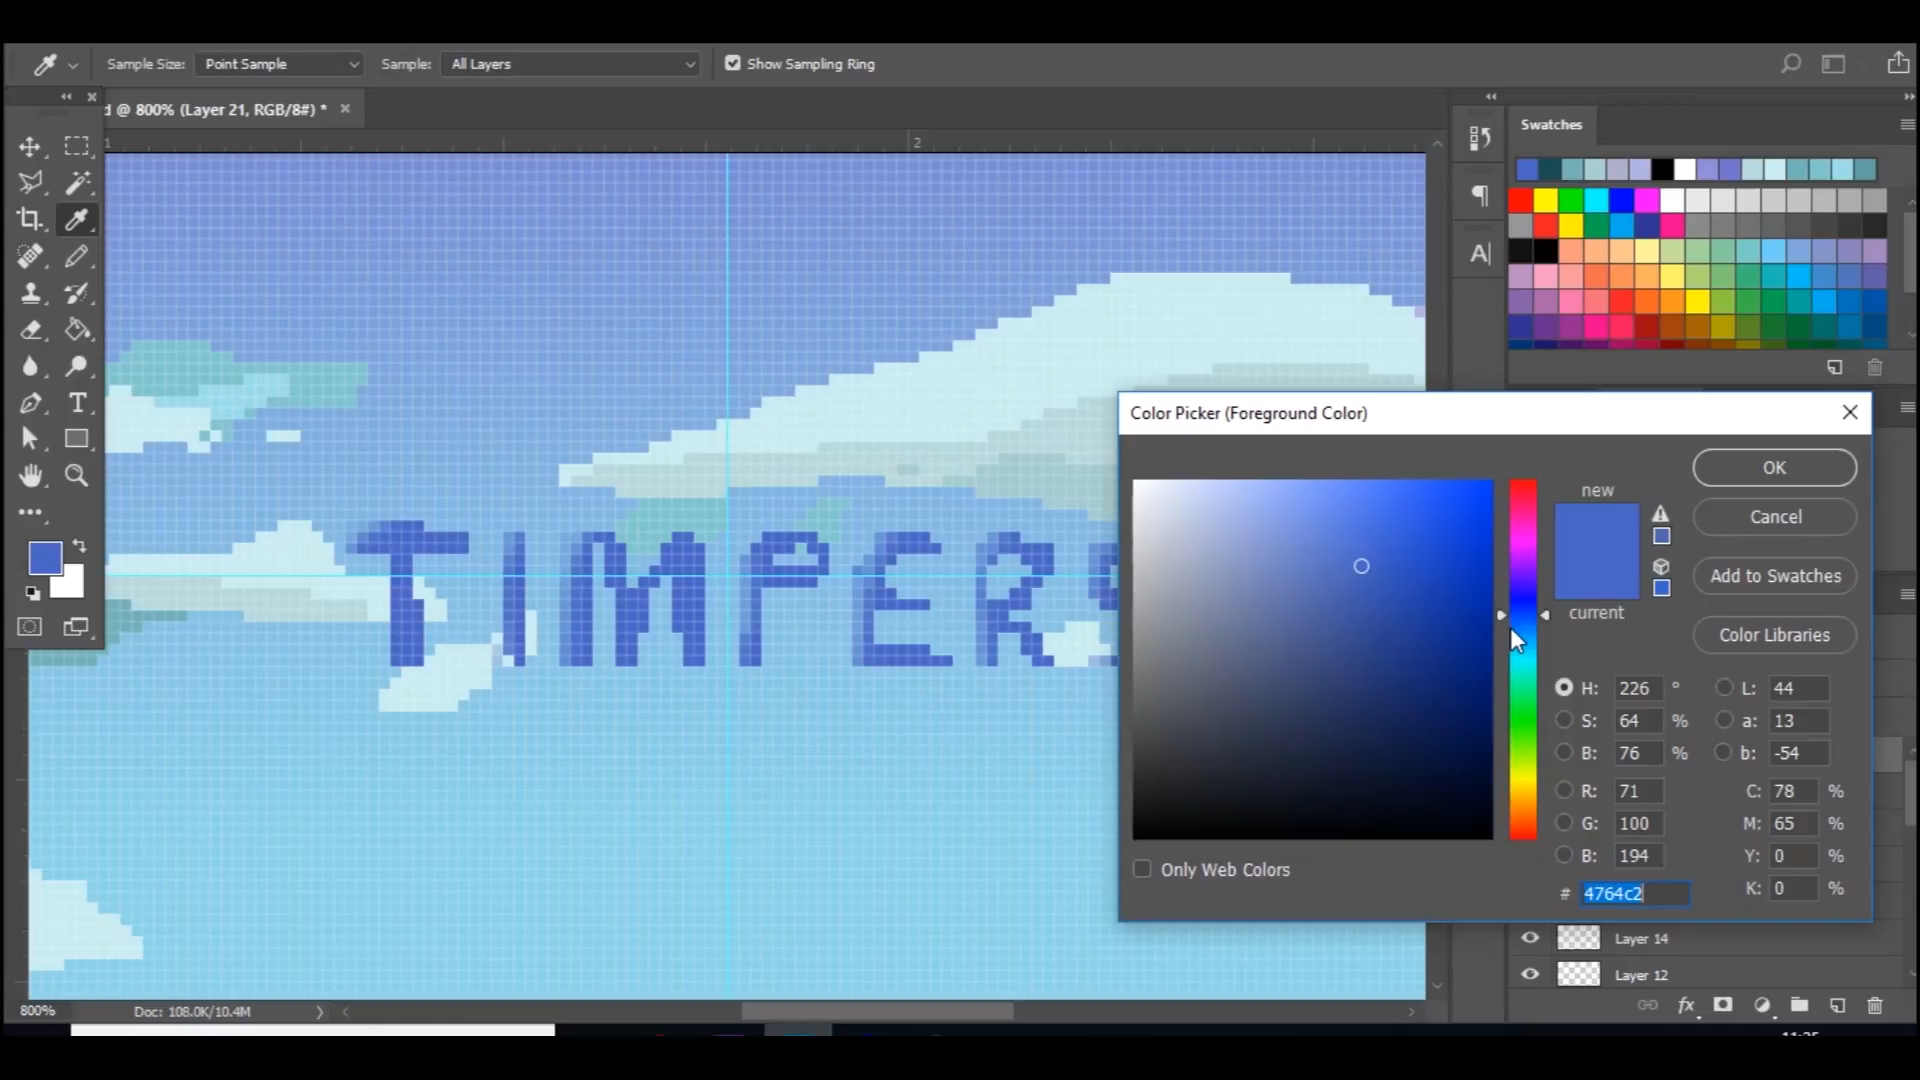 Sample Size: Point Sample Sample: All Layers Show Sampling Ring
d @ 800% (Layer 21, RGB/8#) * ×
Swatches
1 2
TIMPER
Color Picker (Foreground Color)
OK
new
Cancel
Add to Swatches
current
Color Libraries
H: 226 ° L: 44
S: 64 % a: 13
B: 76 % b: -54
R: 71 C: 78 %
G: 100 M: 65 %
B: 194 Y: 0 %
# 4764c2 K: 0 %
Only Web Colors
Layer 14
Layer 12
800% Doc: 108.0K/10.4M
fx